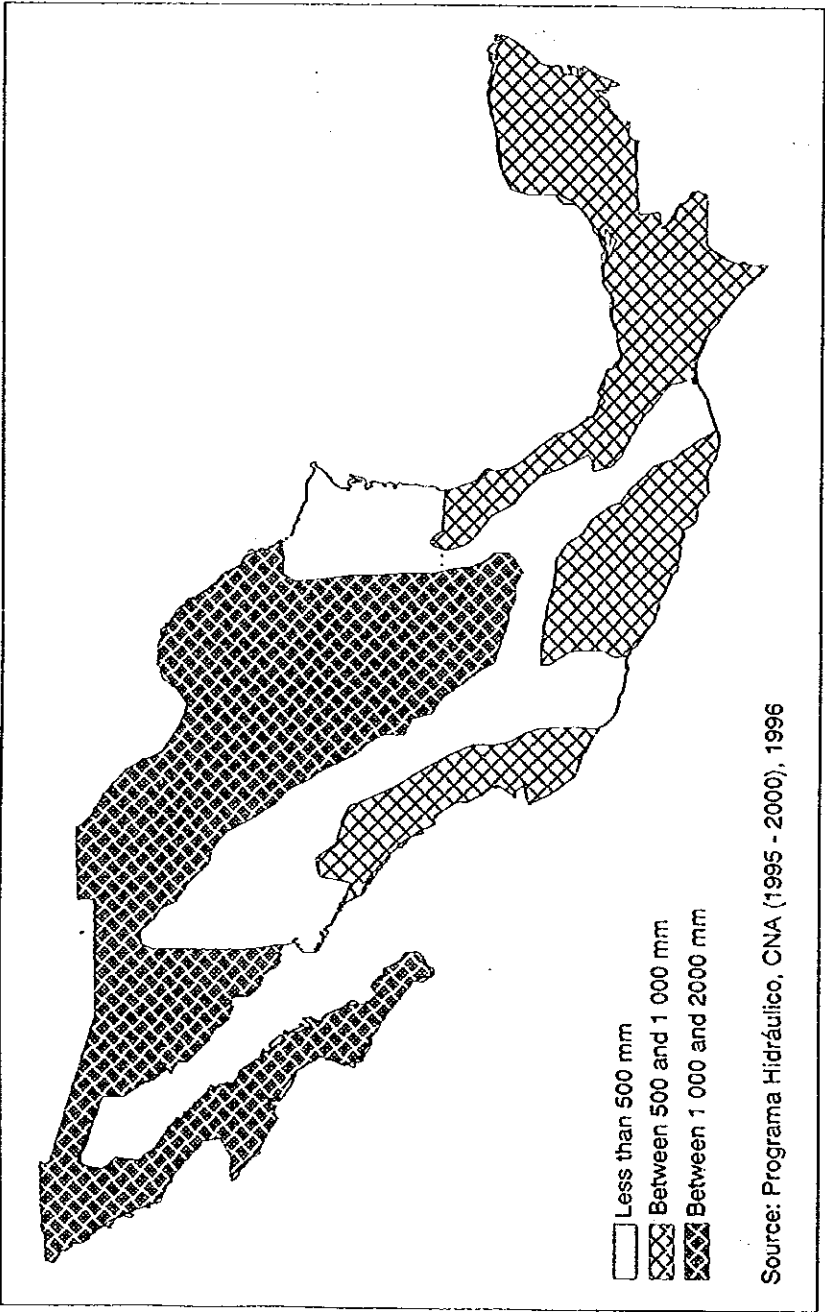 Less than 500 mm
Between 500 and 1 000 mm
Between 1 000 and 2000 mm
Source: Programa Hidráulico, CNA (1995 - 2000), 1996